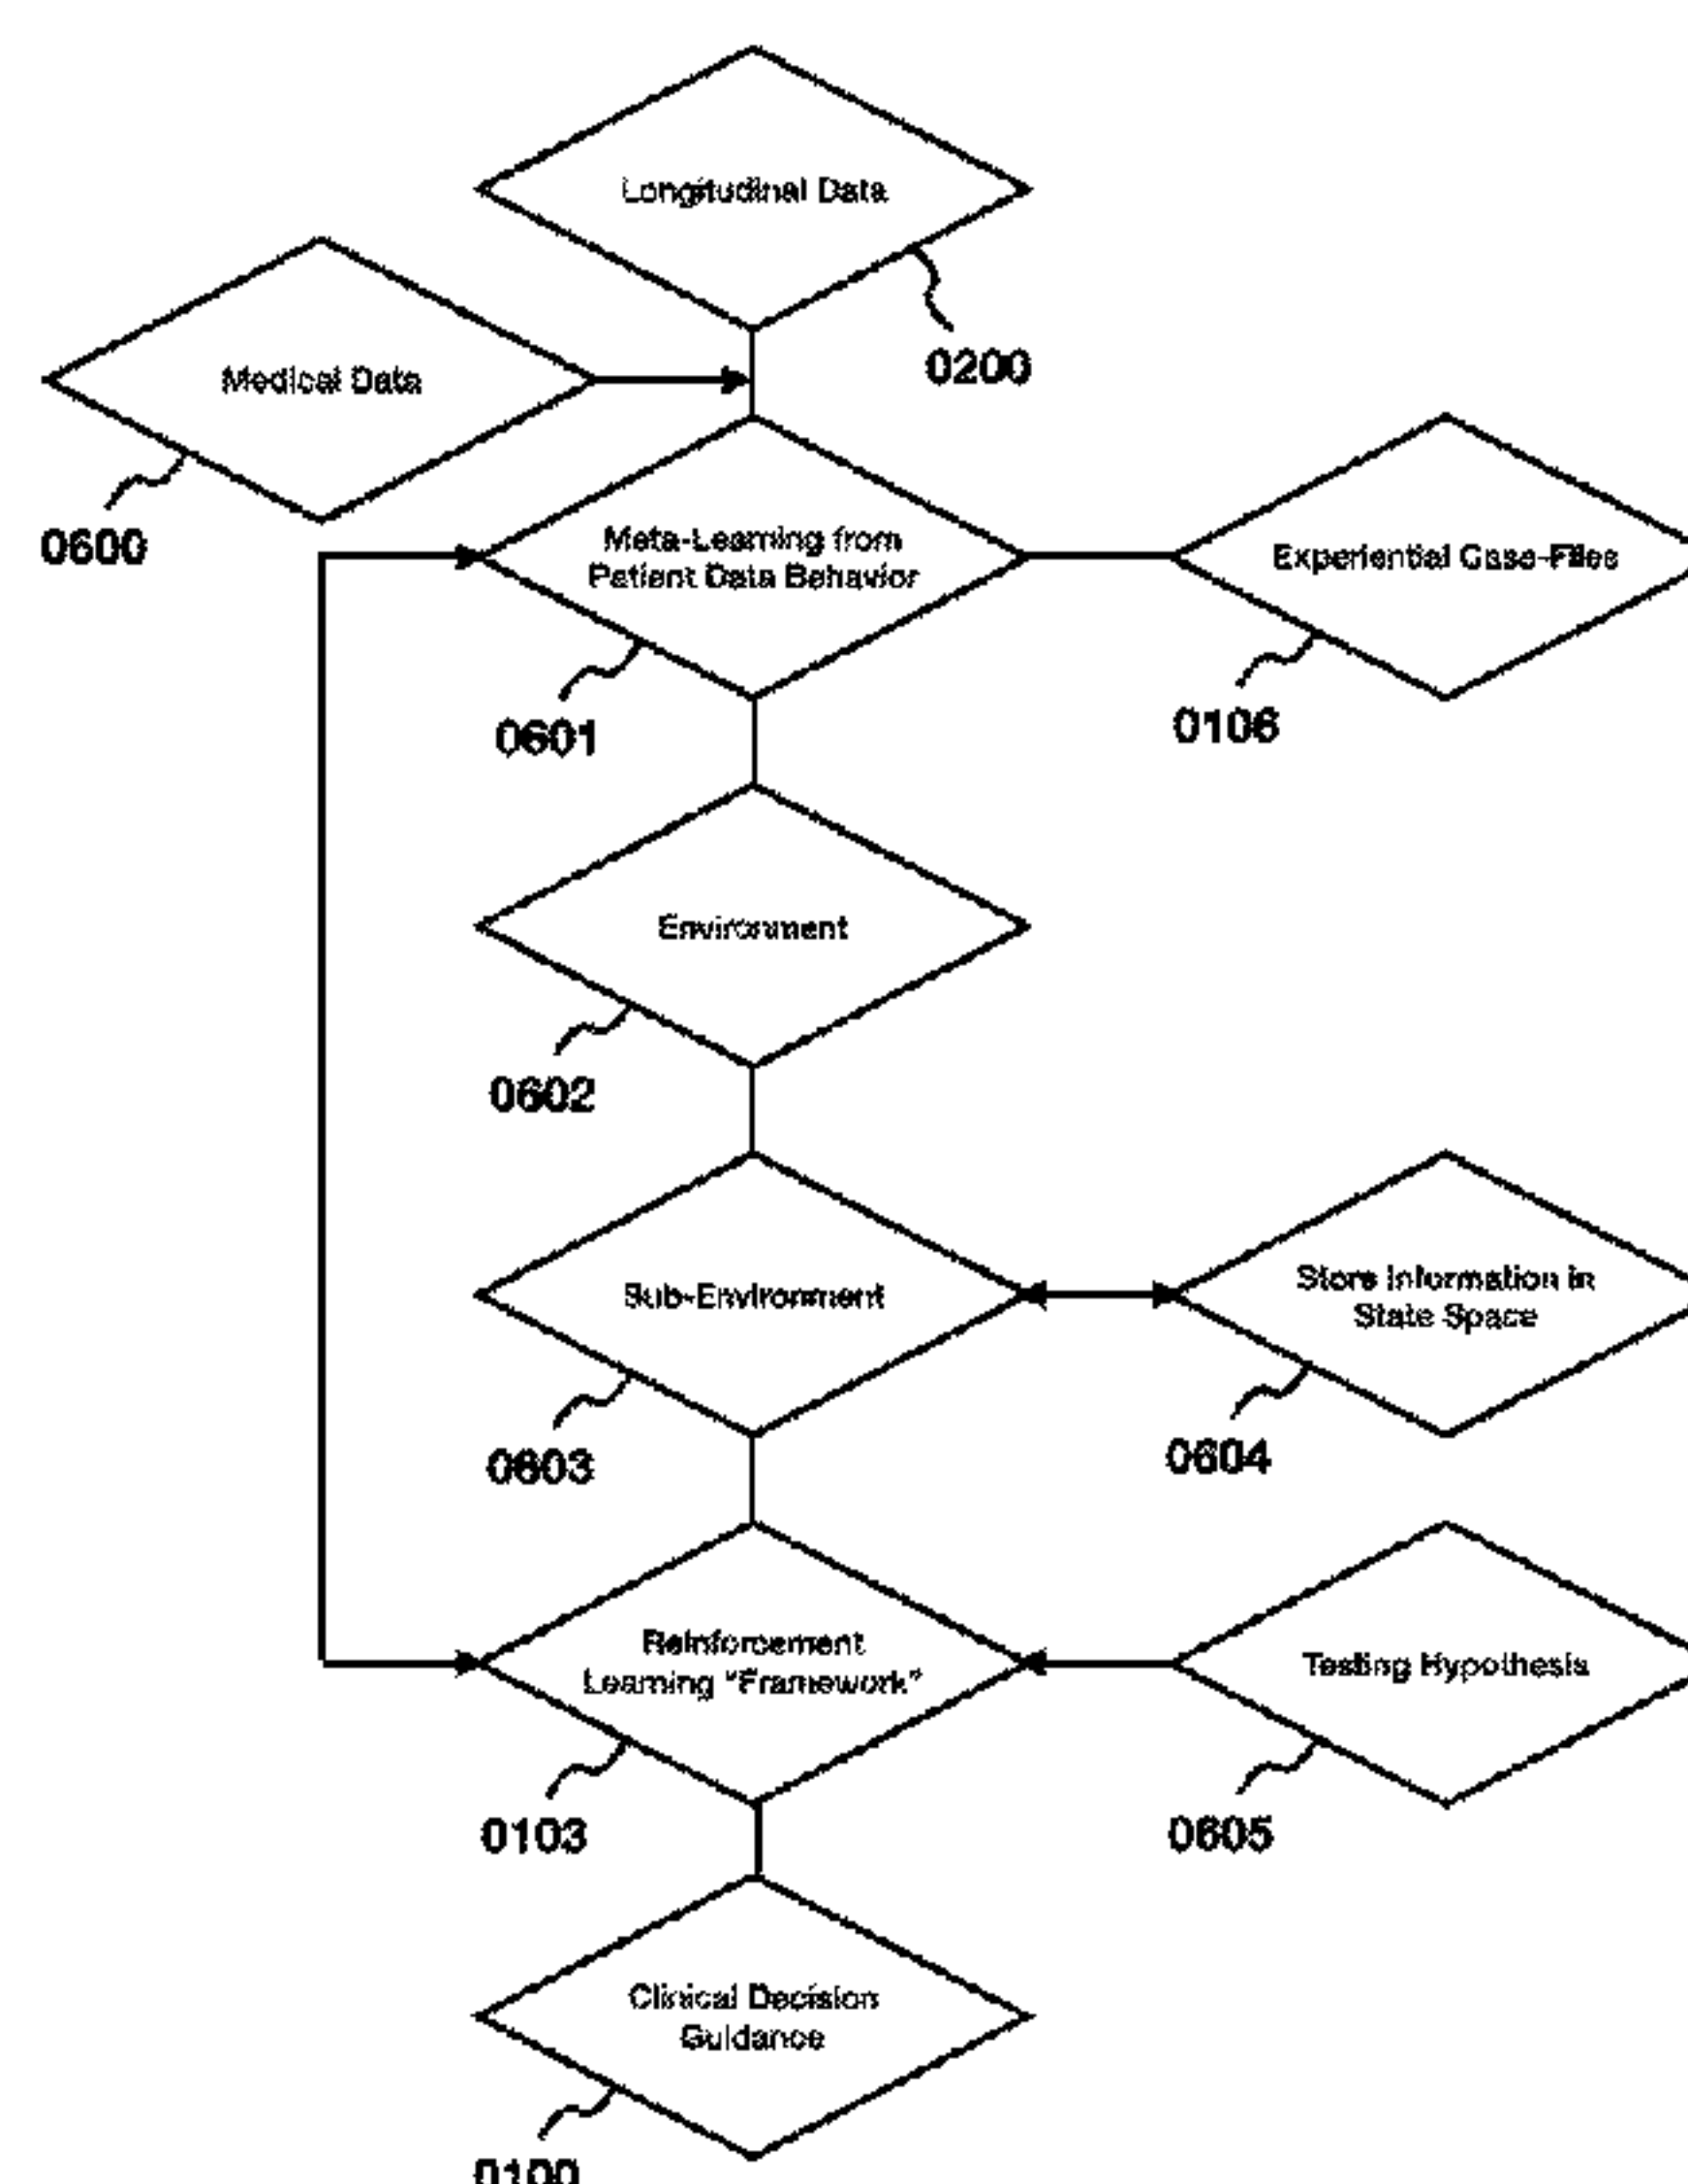 Longitudinal Data
0200
Medical Data
0600
Meta-Learning from
Patient Data Behavior
0601
Experiential Case-Files
0106
Environment
0602
Sub-Environment
0603
Store Information in
State Space
0604
Reinforcement
Learning "Framework"
0103
Testing Hypothesis
0605
Clinical Decision
Guidance
0100